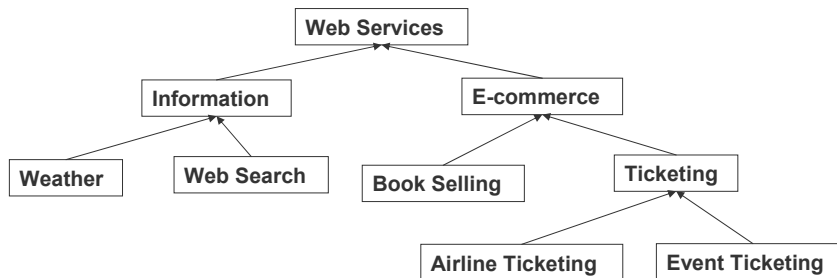 Web Services
Information
E-commerce
Weather
Web Search
Book Selling
Ticketing
Airline Ticketing
Event Ticketing